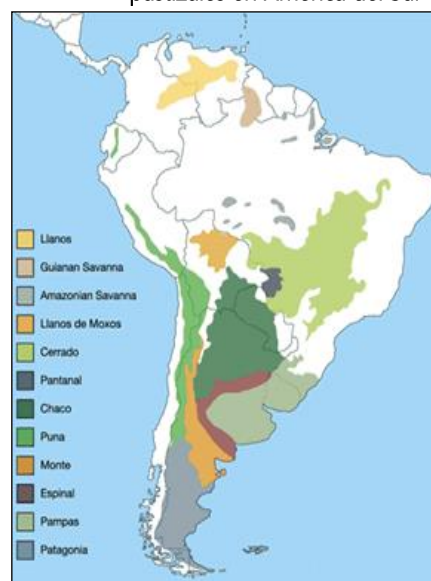 pastizales en América del Sur
Llanos
Guianan Savanna
Amazonian Savanna
Llanos de Moxos
Cerrado
Pantanal
Chaco
Puna
Monte
Espinal
Pampas
Patagonia